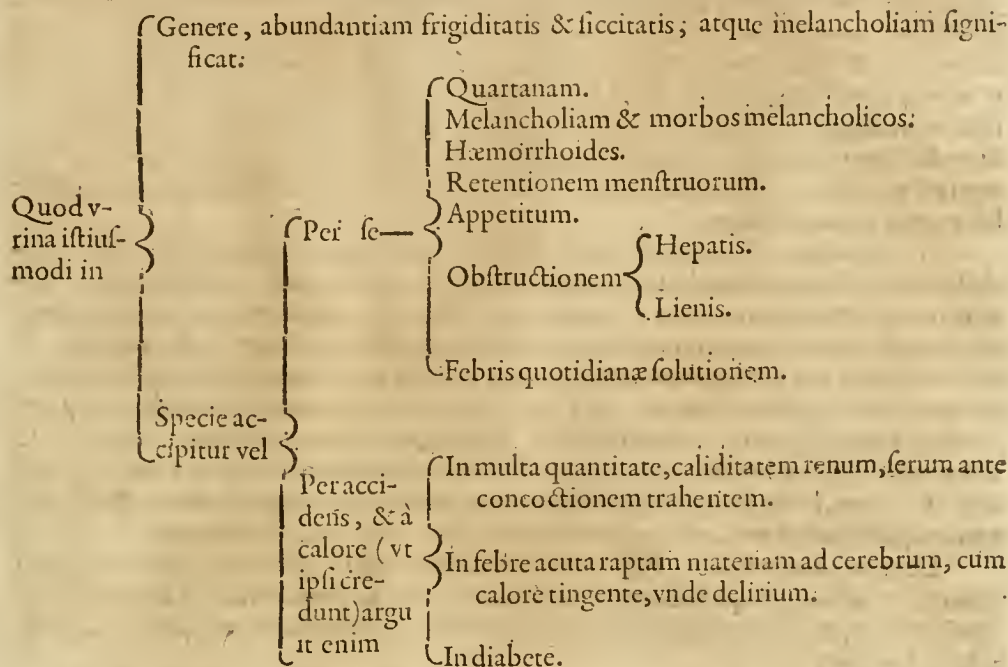 Genere, abundantiam frigiditatis & ſiccitatis; atque melancholiam ſigni-
ficat:
Quod v-
rina iſtiuſ-
modi in
Specie ac-
cipitur vel
Per ſe
Quartanam.
Melancholiam & morbos melancholicos:
Hæmorrhoides.
Retentionem menſtruorum.
Appetitum.
Obſtructionem
Hepatis.
Lienis.
Febris quotidianæ ſolutionem.
Per acci-
dens, & à
calore (vt
ipſi cre-
dunt) argu
it enim
In multa quantitate, caliditatem renum, ſerum ante
concoctionem trahentem.
In febre acuta raptam materiam ad cerebrum, cum
calore tingente, vnde delirium.
In diabete.